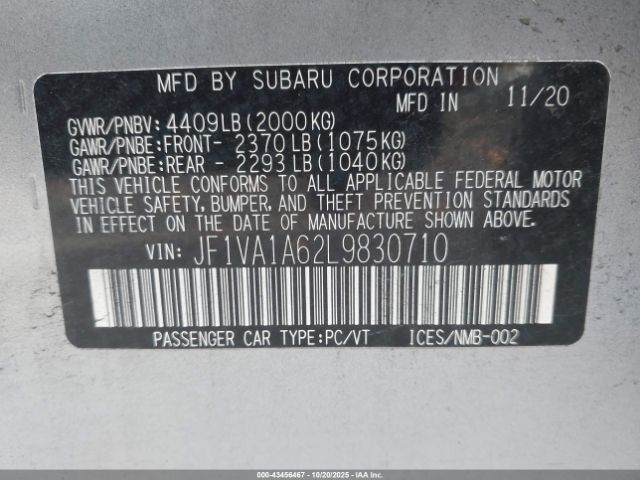 MFD BY SUBARU CORPORATION
MFD IN 11/20
GVWR/PNBV: 4409LB (2000KG)
GAWR/PNBE:FRONT- 2370 LB (1075KG)
GAWR/PNBE:REAR - 2293 LB (1040KG)
THIS VEHICLE CONFORMS TO ALL APPLICABLE FEDERAL MOTOR
VEHICLE SAFETY, BUMPER, AND THEFT PREVENTION STANDARDS
IN EFFECT ON THE DATE OF MANUFACTURE SHOWN ABOVE.
VIN: JF1VA1A62L9830710
PASSENGER CAR TYPE:PC/VT ICES/NMB-002
000-43456467 - 10/20/2025 - IAAI.COM